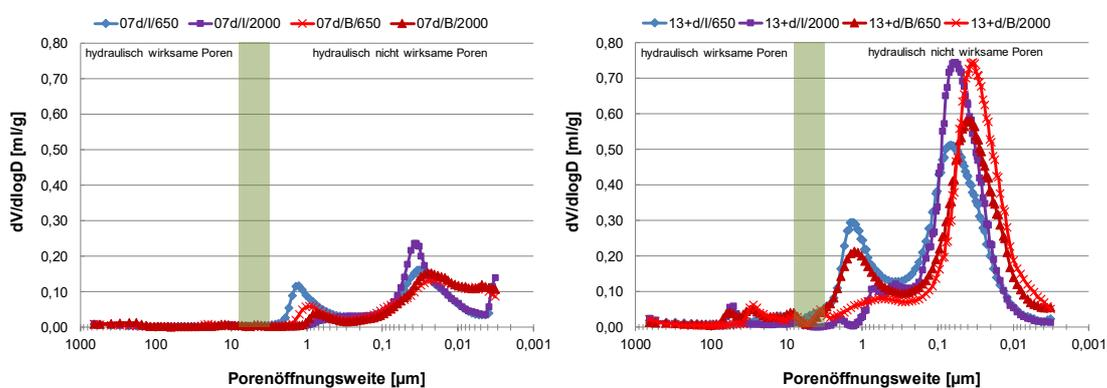 07d/I/650 07d/I/2000 07d/B/650 07d/B/2000
0,80
0,70
0,60
0,50
0,40
0,30
0,20
0,10
0,00
dV/dlogD [ml/g]
hydraulisch wirksame Poren
hydraulisch nicht wirksame Poren
1000 100 10 1 0,1 0,01 0,001
Porenöffnungsweite [µm]
13+d/I/650 13+d/I/2000 13+d/B/650 13+d/B/2000
0,80
0,70
0,60
0,50
0,40
0,30
0,20
0,10
0,00
dV/dlogD [ml/g]
hydraulisch wirksame Poren
hydraulisch nicht wirksame Poren
1000 100 10 1 0,1 0,01 0,001
Porenöffnungsweite [µm]